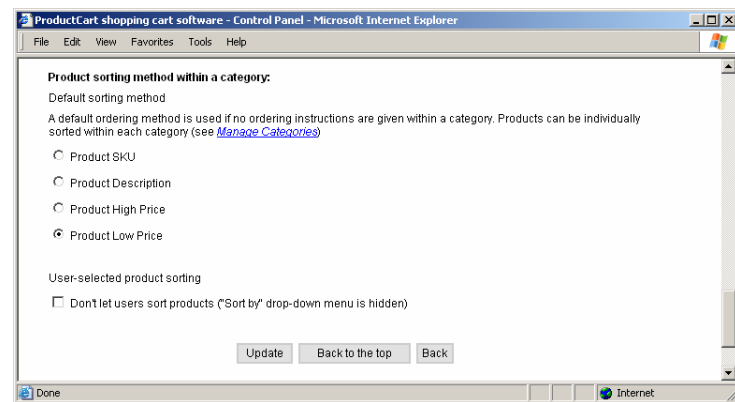 ProductCart shopping cart software - Control Panel - Microsoft Internet Explorer
File Edit View Favorites Tools Help
Product sorting method within a category:
Default sorting method
A default ordering method is used if no ordering instructions are given within a category. Products can be individually
sorted within each category (see Manage Categories)
Product SKU
Product Description
Product High Price
Product Low Price
User-selected product sorting
Don't let users sort products ("Sort by" drop-down menu is hidden)
Update Back to the top Back
Done Internet